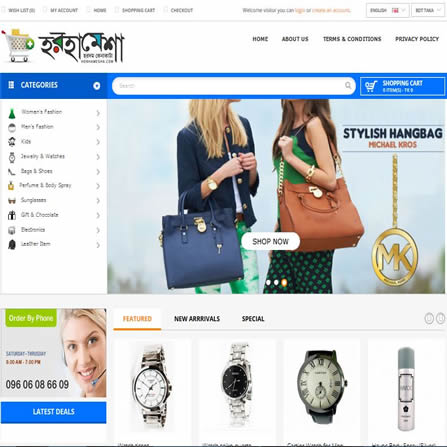 WISH LIST (0) MY ACCOUNT HOME SHOPPING CART CHECKOUT
Welcome visitor you can login or create an account.
ENGLISH
BDT TAKA
হরহামেশা
HORHAMESHA.COM
HOME ABOUT US TERMS & CONDITIONS PRIVACY POLICY
CATEGORIES
Search
SHOPPING CART
0 ITEM(S) - TK 0
Women's Fashion
Men's Fashion
Kids
Jewelry & Watches
Bags & Shoes
Perfume & Body Spray
Sunglasses
Gift & Chocolate
Electronics
Leather Item
STYLISH HANGBAG
MICHAEL KROS
MK
SHOP NOW
Order By Phone
SATURDAY-THURSDAY
9.00 AM - 7.00 PM
096 06 08 66 09
LATEST DEALS
FEATURED NEW ARRRIVALS SPECIAL